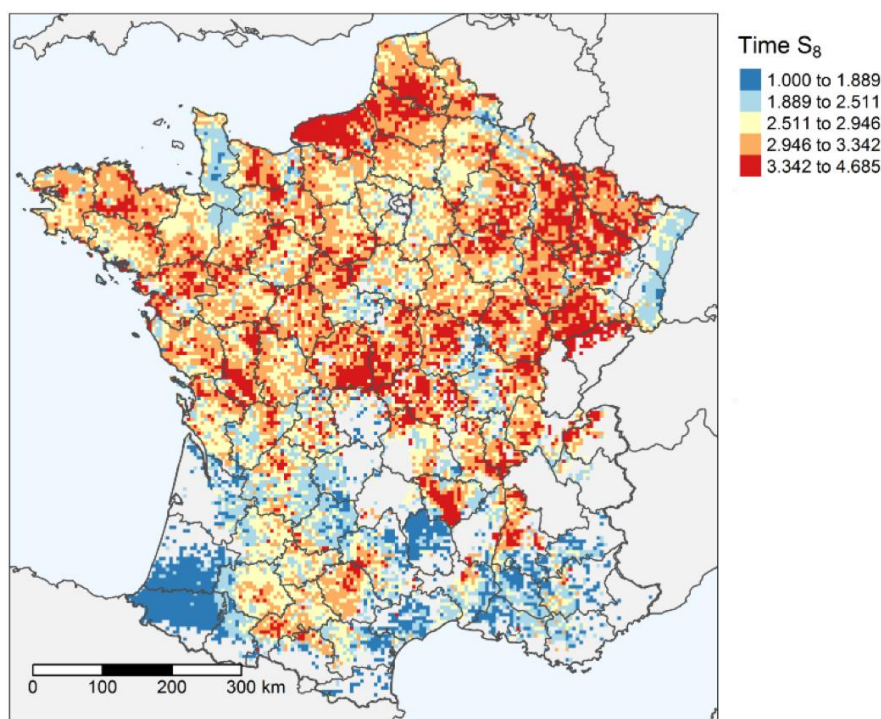 Time S₈
1.000 to 1.889
1.889 to 2.511
2.511 to 2.946
2.946 to 3.342
3.342 to 4.685
0 100 200 300 km